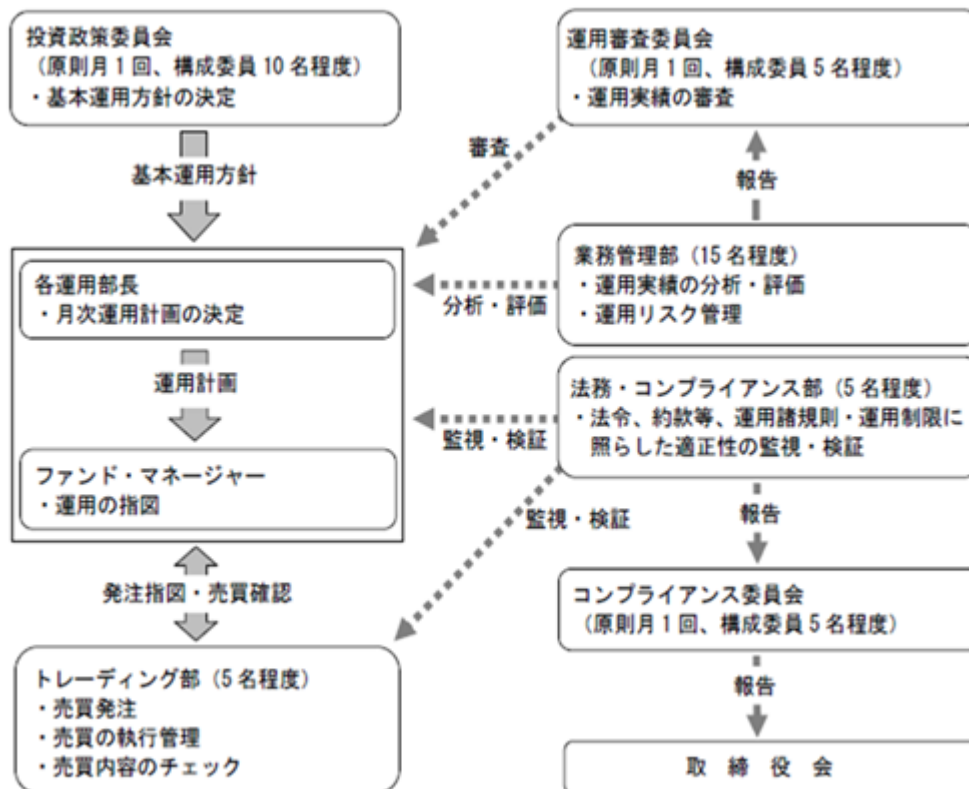 投資政策委員会
（原則月1回、構成委員10名程度）
・基本運用方針の決定
基本運用方針
各運用部長
・月次運用計画の決定
運用計画
ファンド・マネージャー
・運用の指図
発注指図・売買確認
トレーディング部（5名程度）
・売買発注
・売買の執行管理
・売買内容のチェック
運用審査委員会
（原則月1回、構成委員5名程度）
・運用実績の審査
審査
報告
業務管理部（15名程度）
・運用実績の分析・評価
・運用リスク管理
分析・評価
法務・コンプライアンス部（5名程度）
・法令、約款等、運用諸規則・運用制限に
照らした適正性の監視・検証
監視・検証
監視・検証
報告
コンプライアンス委員会
（原則月1回、構成委員5名程度）
報告
取締役会